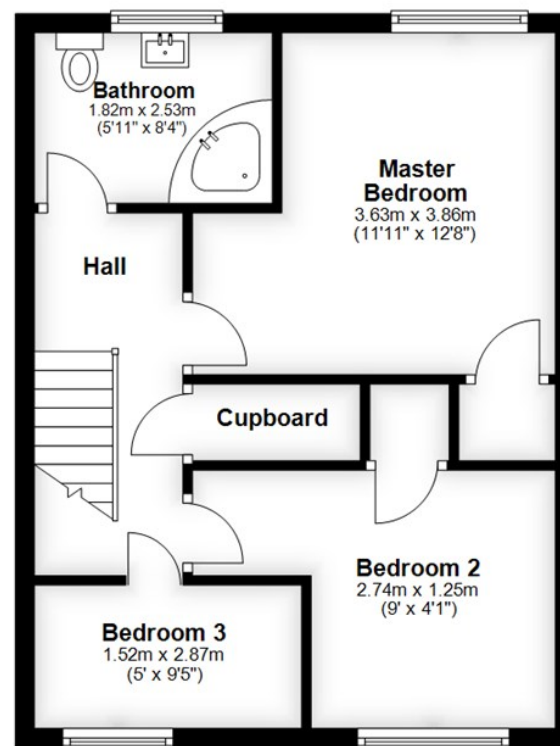 Bathroom
1.82m x 2.53m
(5'11" x 8'4")
Master
Bedroom
3.63m x 3.86m
(11'11" x 12'8")
Hall
Cupboard
Bedroom 2
2.74m x 1.25m
(9' x 4'1")
Bedroom 3
1.52m x 2.87m
(5' x 9'5")